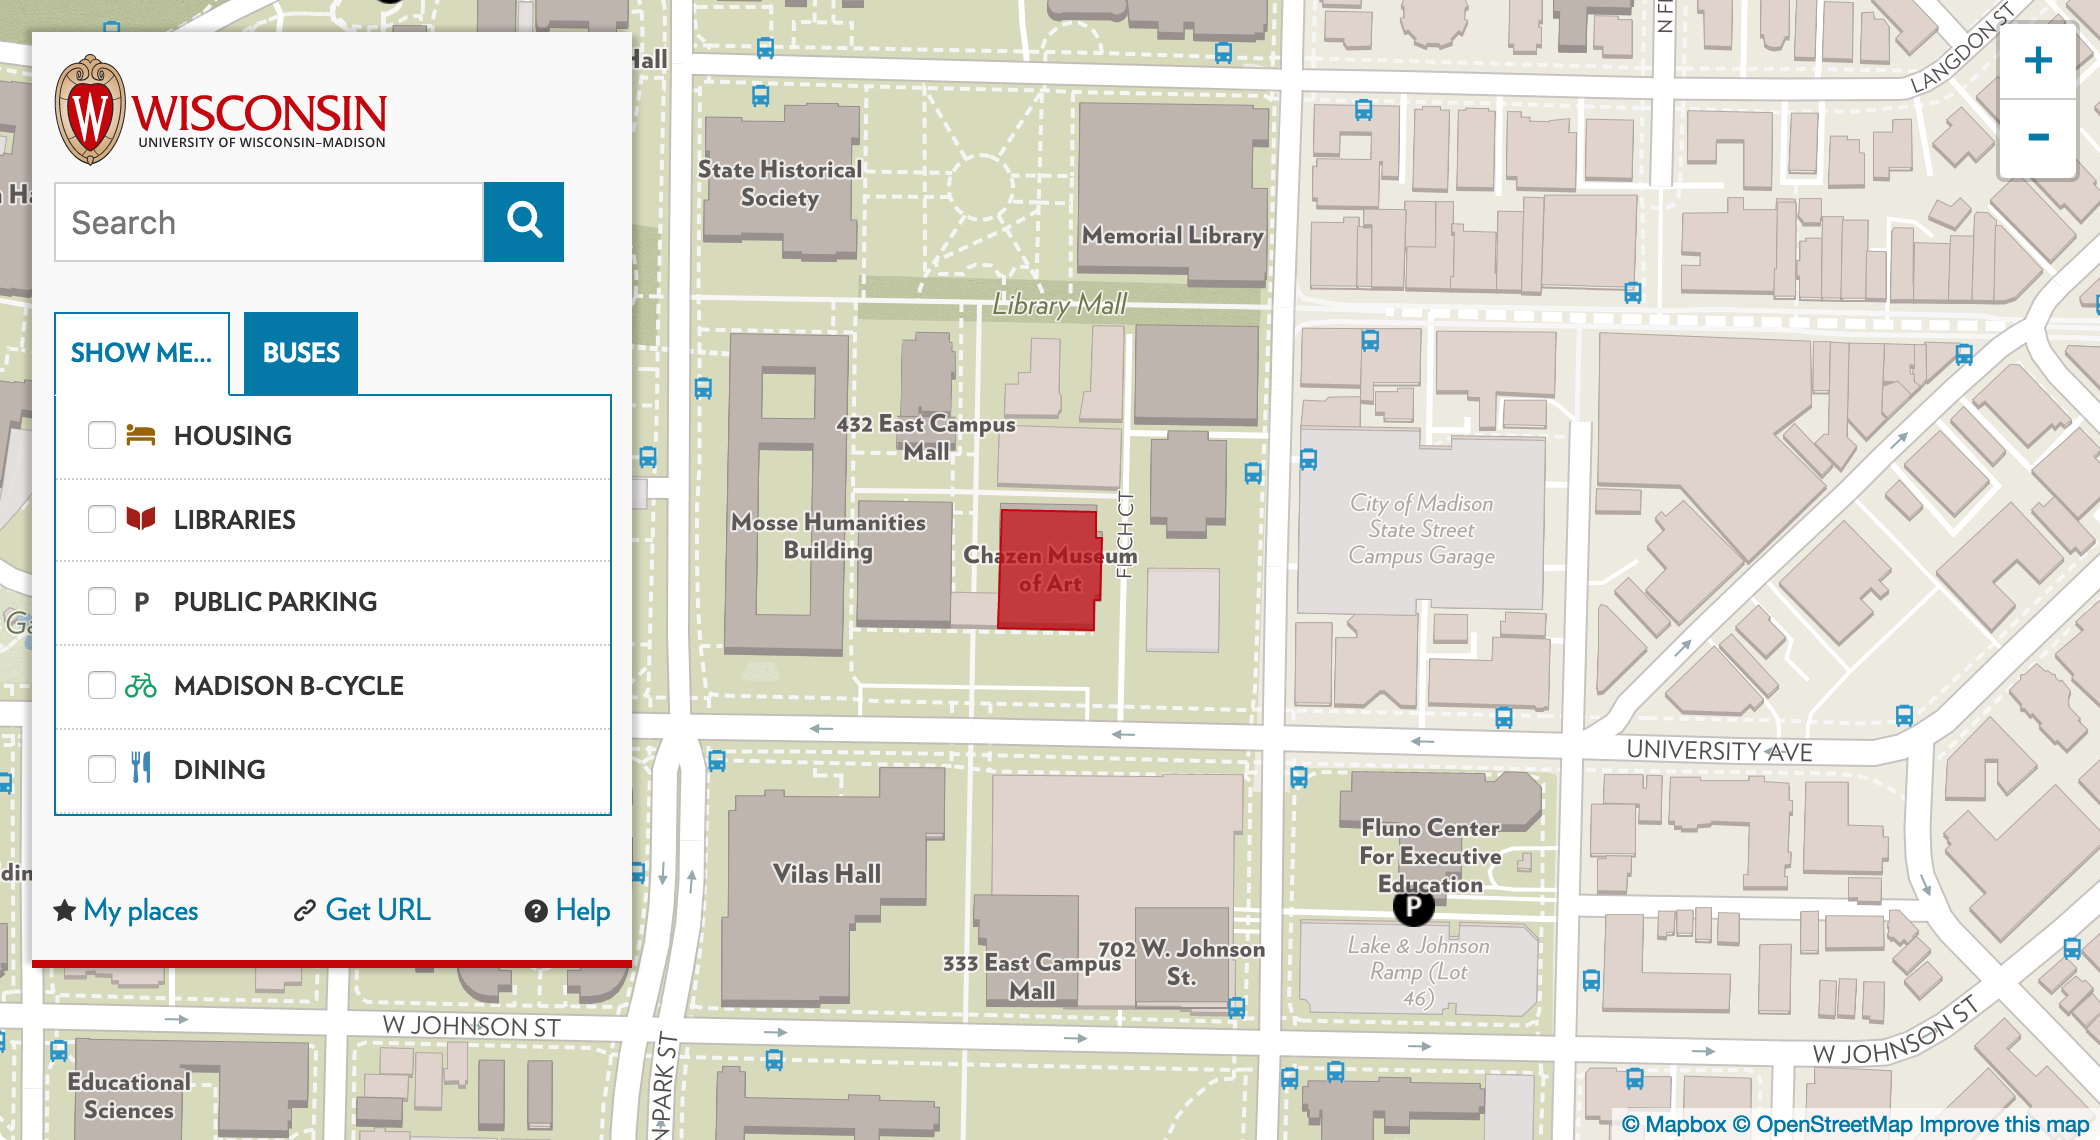 W
WISCONSIN
UNIVERSITY OF WISCONSIN–MADISON
Search
SHOW ME...
BUSES
HOUSING
LIBRARIES
P
PUBLIC PARKING
MADISON B-CYCLE
DINING
My places
Get URL
? Help
Hall
State Historical
Society
Memorial Library
Library Mall
432 East Campus
Mall
Mosse Humanities
Building
Chazen Museum
of Art
FITCH CT
City of Madison
State Street
Campus Garage
LANGDON ST
+
-
UNIVERSITY AVE
Vilas Hall
Fluno Center
For Executive
Education
P
Lake & Johnson
Ramp (Lot
46)
333 East Campus
Mall
702 W. Johnson
St.
W JOHNSON ST
W JOHNSON ST
N PARK ST
Educational
Sciences
© Mapbox © OpenStreetMap Improve this map